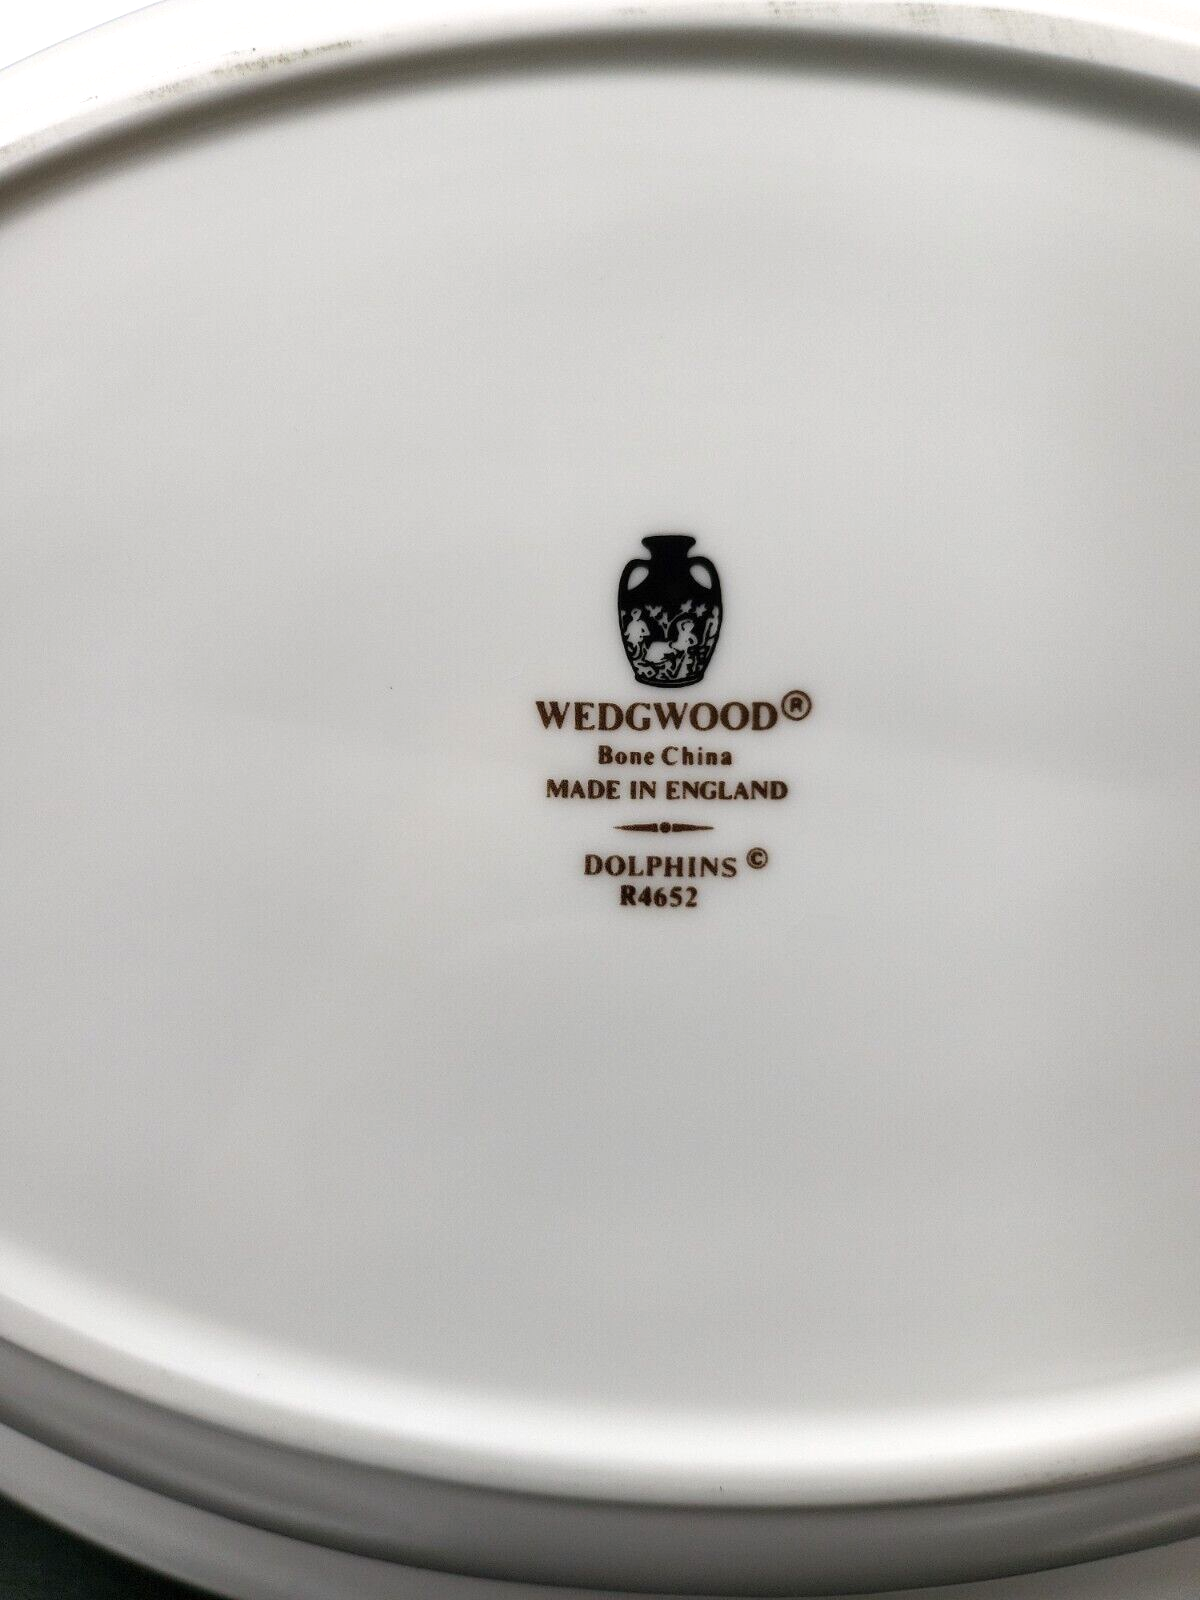 WEDGWOOD®
Bone China
MADE IN ENGLAND
DOLPHINS ©
R4652